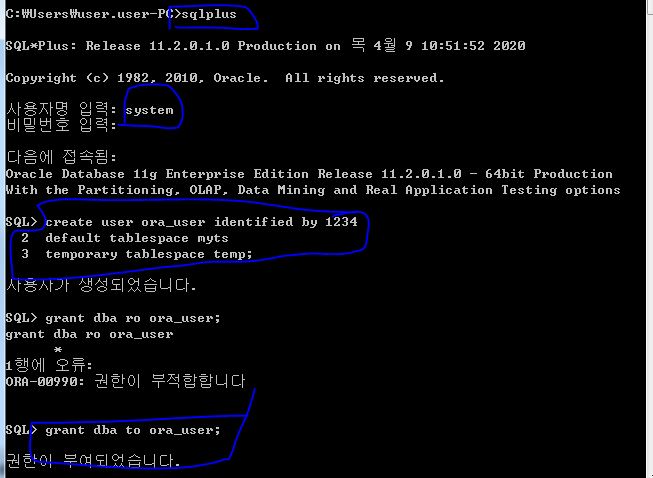 C:₩Users₩user.user-PC>sqlplus
SQL*Plus: Release 11.2.0.1.0 Production on 목 4월 9 10:51:52 2020
Copyright (c) 1982, 2010, Oracle.  All rights reserved.
사용자명 입력: system
비밀번호 입력:
다음에 접속됨:
Oracle Database 11g Enterprise Edition Release 11.2.0.1.0 - 64bit Production
With the Partitioning, OLAP, Data Mining and Real Application Testing options
SQL> create user ora_user identified by 1234
  2  default tablespace myts
  3  temporary tablespace temp;
사용자가 생성되었습니다.
SQL> grant dba ro ora_user;
grant dba ro ora_user
      *
1행에 오류:
ORA-00990: 권한이 부적합합니다
SQL> grant dba to ora_user;
권한이 부여되었습니다.